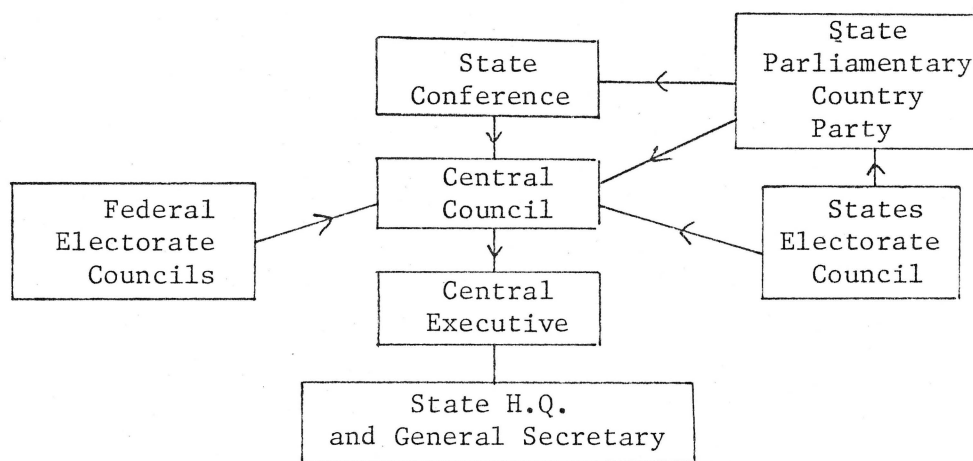 State
Conference
State
Parliamentary
Country
Party
Central
Council
Federal
Electorate
Councils
States
Electorate
Council
Central
Executive
State H.Q.
and General Secretary